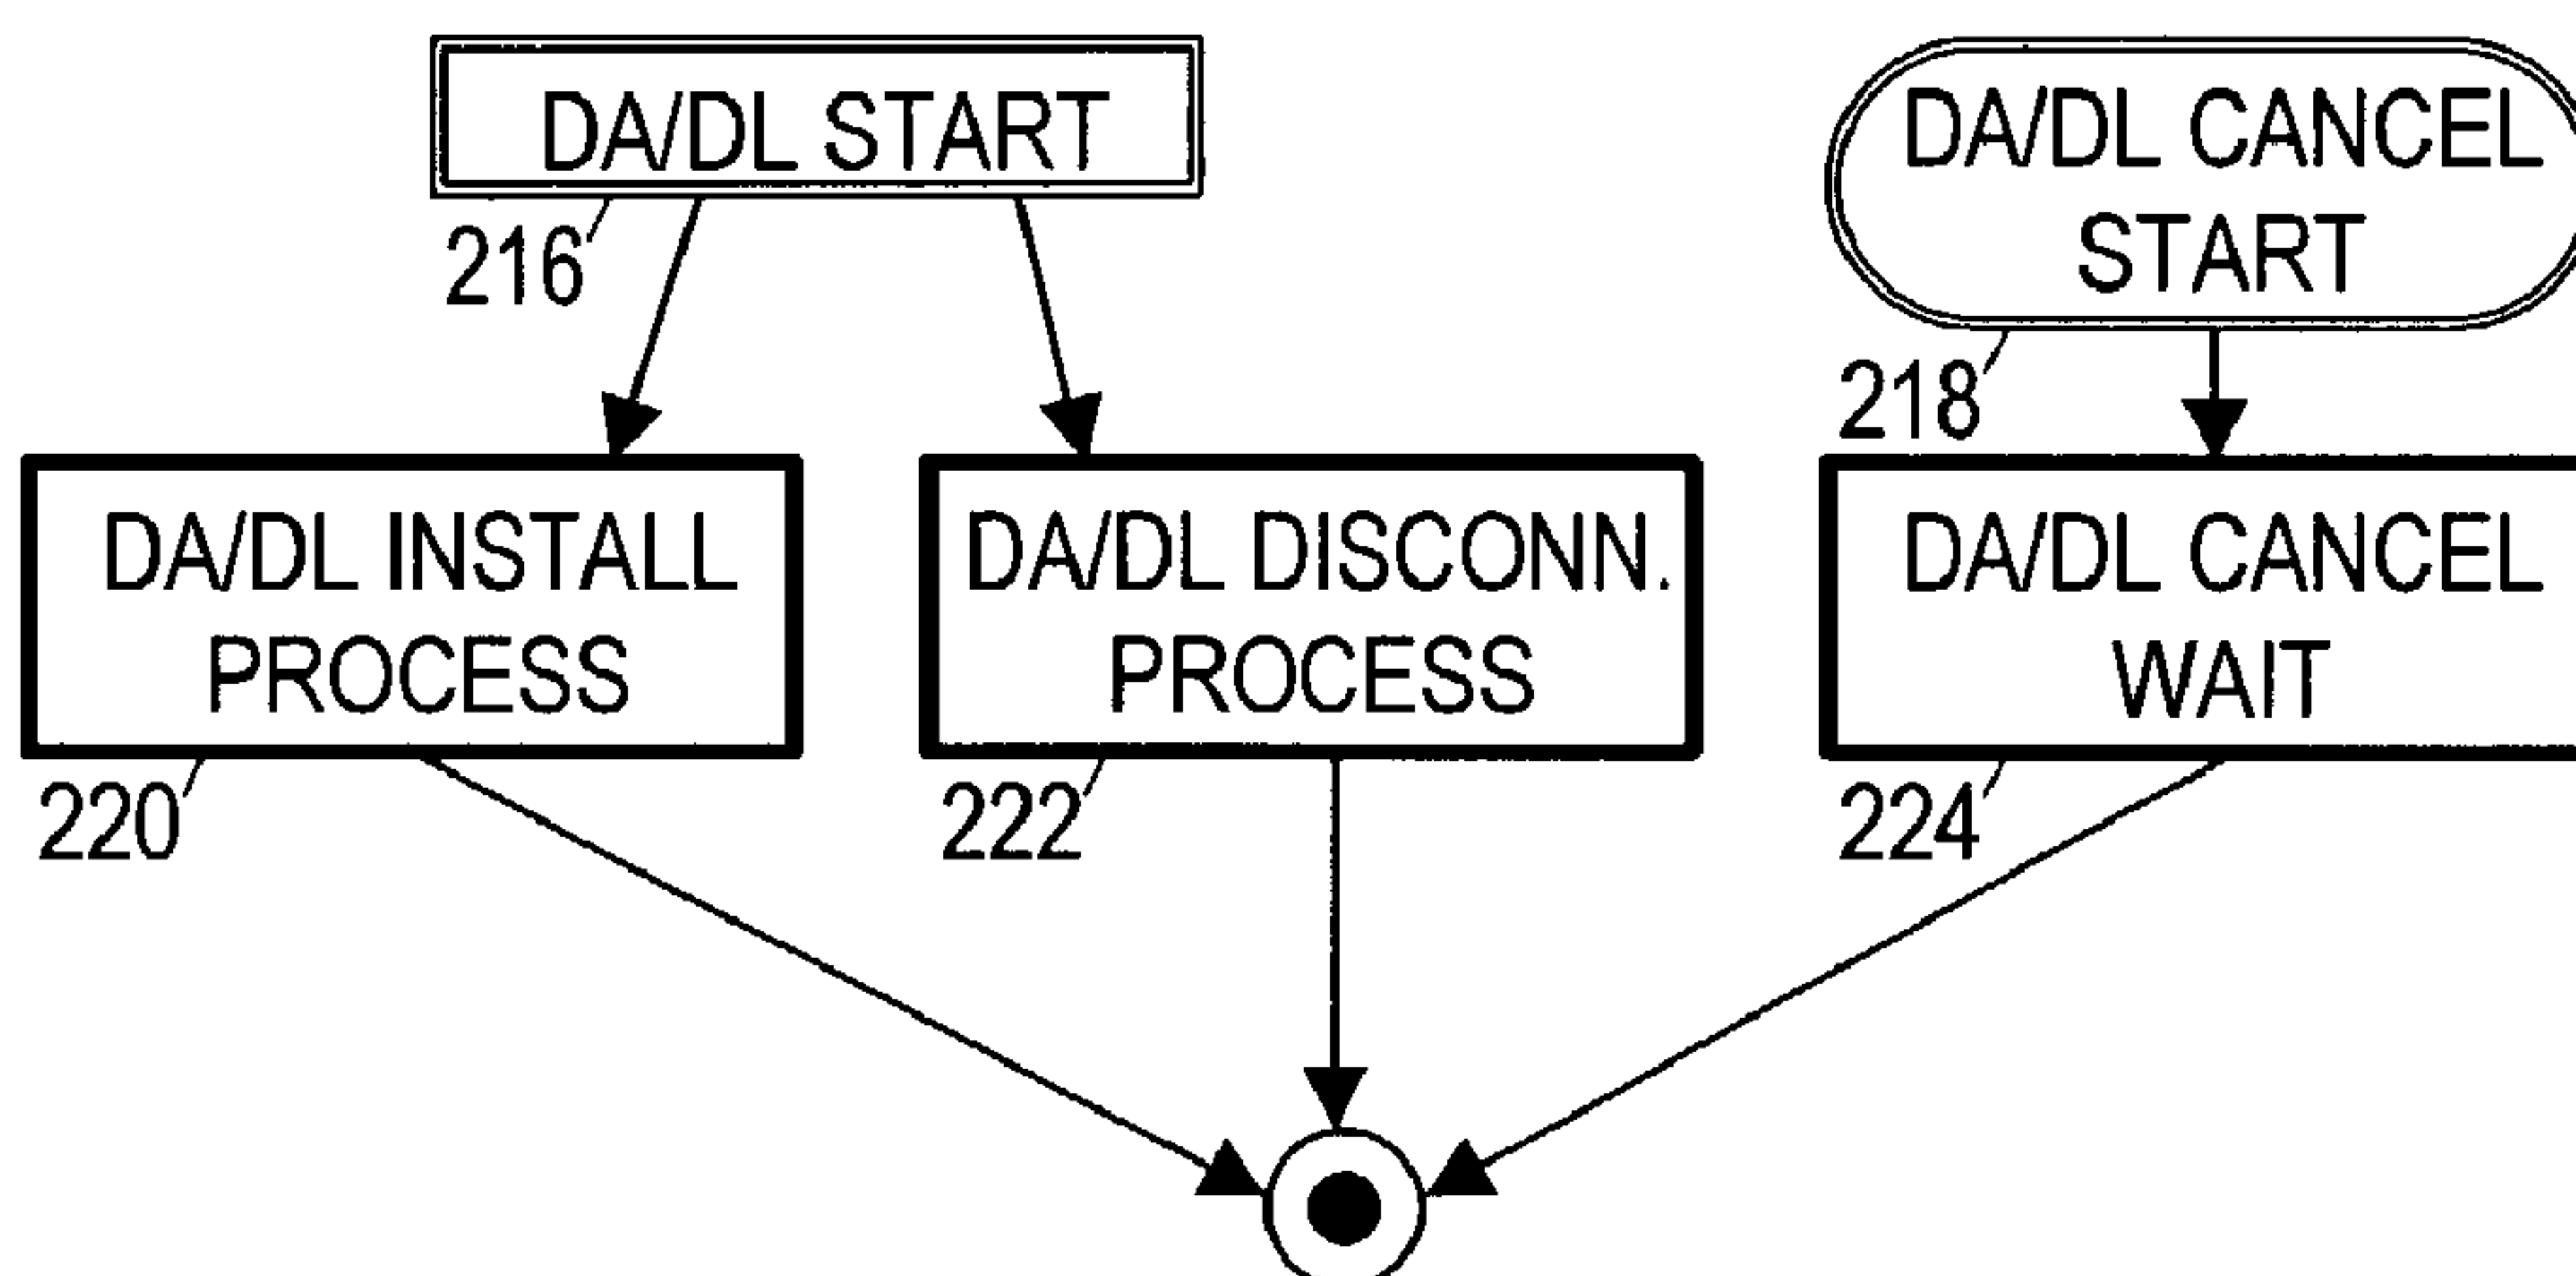 DA/DL START
216
DA/DL CANCEL
START
218
DA/DL INSTALL
PROCESS
220
DA/DL DISCONN.
PROCESS
222
DA/DL CANCEL
WAIT
224